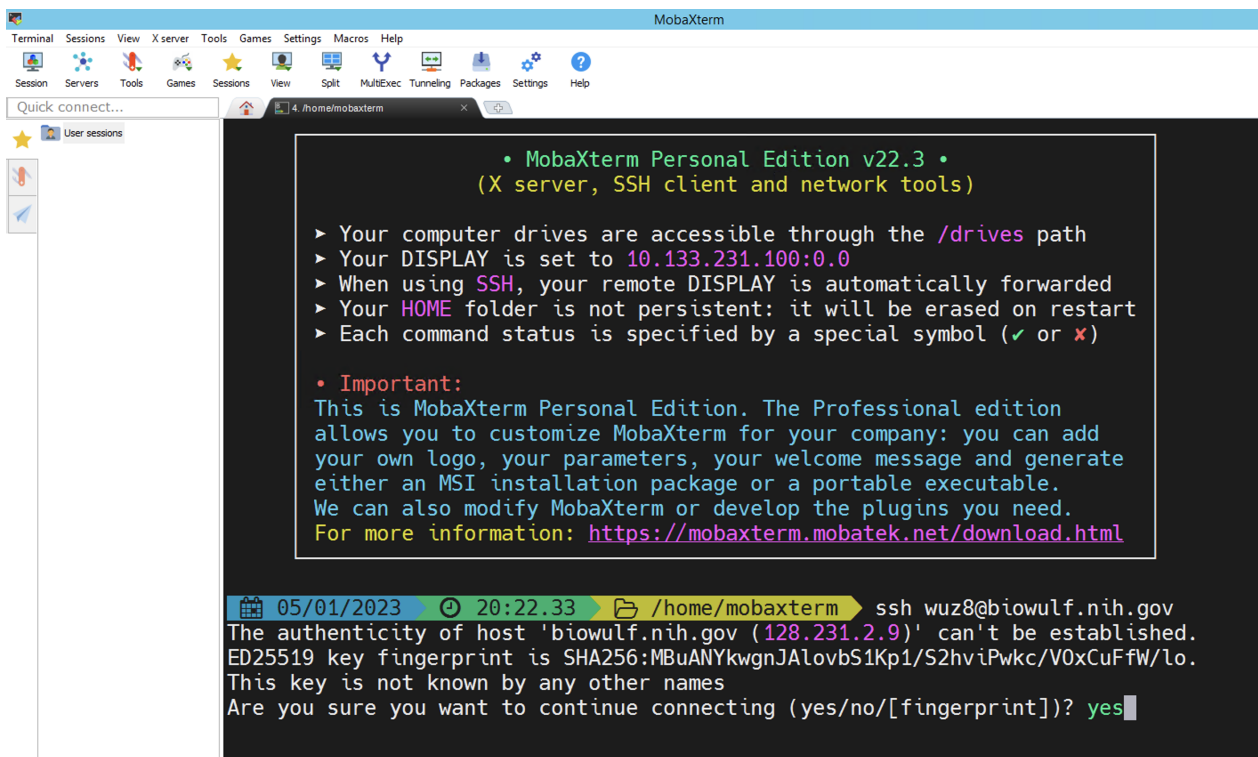 MobaXterm
Terminal Sessions View X server Tools Games Settings Macros Help
Session Servers Tools Games Sessions View Split MultiExec Tunneling Packages Settings Help
Quick connect...
4. /home/mobaxterm
User sessions
• MobaXterm Personal Edition v22.3 •
(X server, SSH client and network tools)
➤ Your computer drives are accessible through the /drives path
➤ Your DISPLAY is set to 10.133.231.100:0.0
➤ When using SSH, your remote DISPLAY is automatically forwarded
➤ Your HOME folder is not persistent: it will be erased on restart
➤ Each command status is specified by a special symbol (✔ or ✘)
• Important:
This is MobaXterm Personal Edition. The Professional edition
allows you to customize MobaXterm for your company: you can add
your own logo, your parameters, your welcome message and generate
either an MSI installation package or a portable executable.
We can also modify MobaXterm or develop the plugins you need.
For more information: https://mobaxterm.mobatek.net/download.html
05/01/2023 20:22.33 /home/mobaxterm ssh wuz8@biowulf.nih.gov
The authenticity of host 'biowulf.nih.gov (128.231.2.9)' can't be established.
ED25519 key fingerprint is SHA256:MBuANYkwgnJAlovbS1Kp1/S2hviPwkc/VOxCuFfW/lo.
This key is not known by any other names
Are you sure you want to continue connecting (yes/no/[fingerprint])? yes